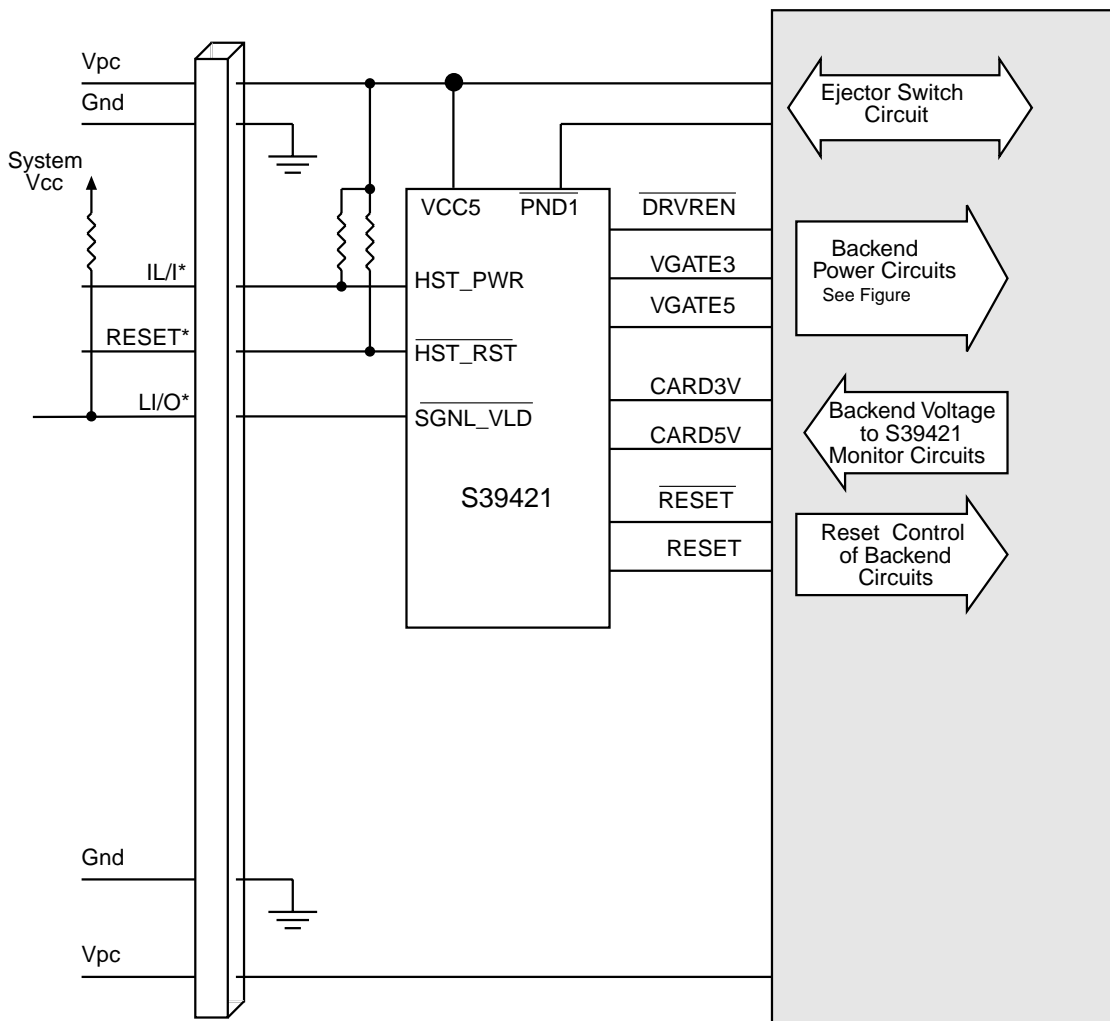 Vpc
Gnd
System
Vcc
IL/I*
RESET*
LI/O*
VCC5
PND1
HST_PWR
HST_RST
SGNL_VLD
S39421
DRVREN
VGATE3
VGATE5
CARD3V
CARD5V
RESET
RESET
Ejector Switch
Circuit
Backend
Power Circuits
See Figure
Backend Voltage
to S39421
Monitor Circuits
Reset Control
of Backend
Circuits
Gnd
Vpc